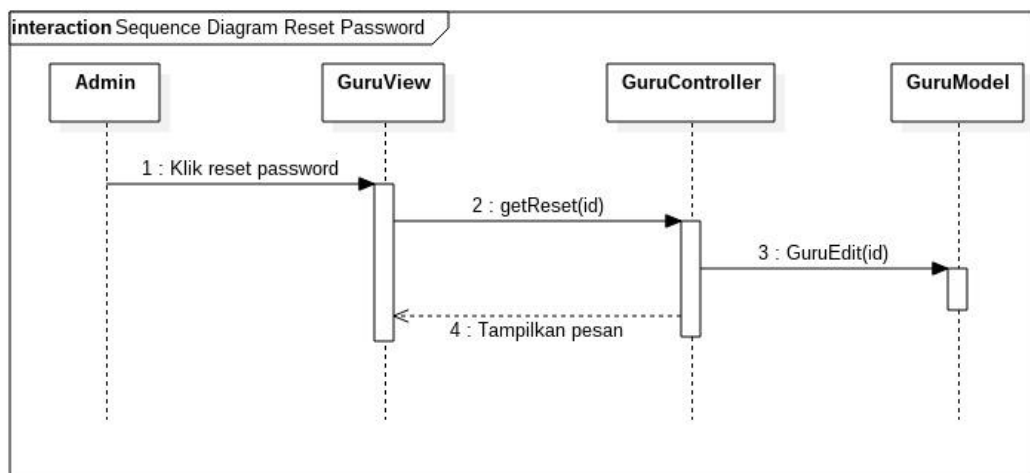 interaction Sequence Diagram Reset Password
Admin
GuruView
GuruController
GuruModel
1 : Klik reset password
2 : getReset(id)
3 : GuruEdit(id)
4 : Tampilkan pesan